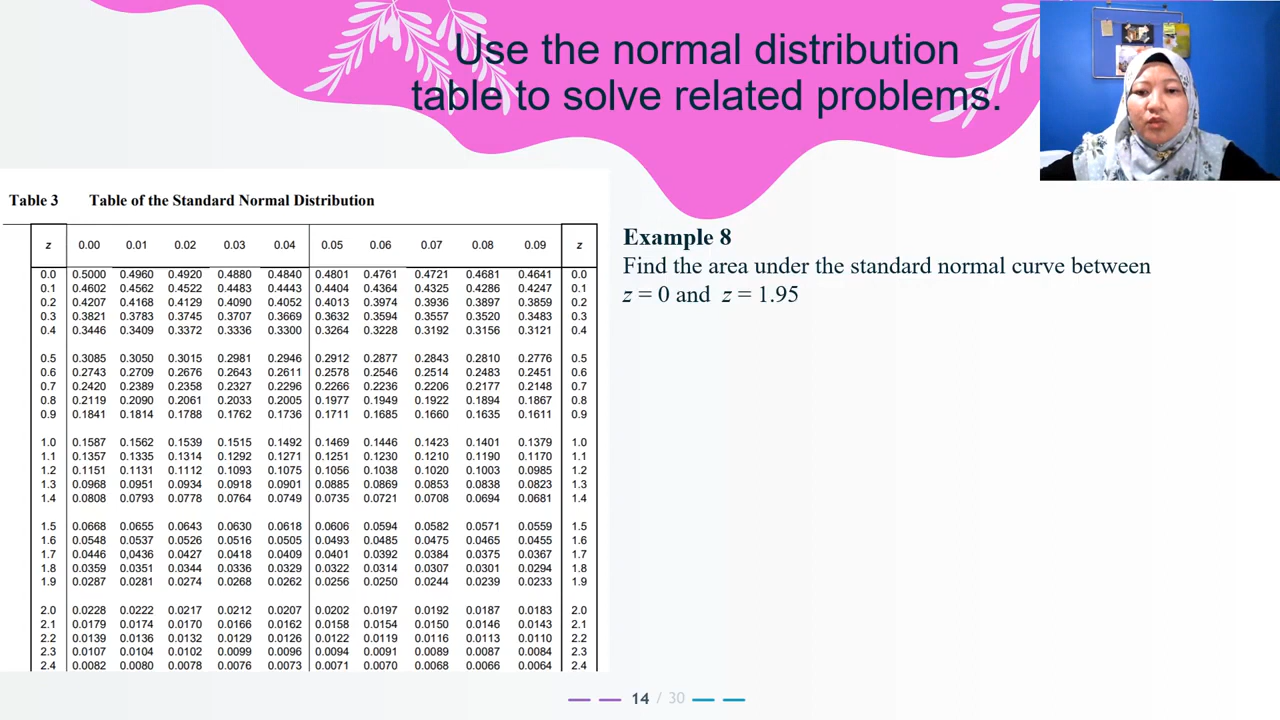 Use the normal distribution
table to solve related problems.
Table 3 Table of the Standard Normal Distribution
z 0.00 0.01 0.02 0.03 0.04 0.05 0.06 0.07 0.08 0.09 z
0.0 0.5000 0.4960 0.4920 0.4880 0.4840 0.4801 0.4761 0.4721 0.4681 0.4641 0.0
0.1 0.4602 0.4562 0.4522 0.4483 0.4443 0.4404 0.4364 0.4325 0.4286 0.4247 0.1
0.2 0.4207 0.4168 0.4129 0.4090 0.4052 0.4013 0.3974 0.3936 0.3897 0.3859 0.2
0.3 0.3821 0.3783 0.3745 0.3707 0.3669 0.3632 0.3594 0.3557 0.3520 0.3483 0.3
0.4 0.3446 0.3409 0.3372 0.3336 0.3300 0.3264 0.3228 0.3192 0.3156 0.3121 0.4
0.5 0.3085 0.3050 0.3015 0.2981 0.2946 0.2912 0.2877 0.2843 0.2810 0.2776 0.5
0.6 0.2743 0.2709 0.2676 0.2643 0.2611 0.2578 0.2546 0.2514 0.2483 0.2451 0.6
0.7 0.2420 0.2389 0.2358 0.2327 0.2296 0.2266 0.2236 0.2206 0.2177 0.2148 0.7
0.8 0.2119 0.2090 0.2061 0.2033 0.2005 0.1977 0.1949 0.1922 0.1894 0.1867 0.8
0.9 0.1841 0.1814 0.1788 0.1762 0.1736 0.1711 0.1685 0.1660 0.1635 0.1611 0.9
1.0 0.1587 0.1562 0.1539 0.1515 0.1492 0.1469 0.1446 0.1423 0.1401 0.1379 1.0
1.1 0.1357 0.1335 0.1314 0.1292 0.1271 0.1251 0.1230 0.1210 0.1190 0.1170 1.1
1.2 0.1151 0.1131 0.1112 0.1093 0.1075 0.1056 0.1038 0.1020 0.1003 0.0985 1.2
1.3 0.0968 0.0951 0.0934 0.0918 0.0901 0.0885 0.0869 0.0853 0.0838 0.0823 1.3
1.4 0.0808 0.0793 0.0778 0.0764 0.0749 0.0735 0.0721 0.0708 0.0694 0.0681 1.4
1.5 0.0668 0.0655 0.0643 0.0630 0.0618 0.0606 0.0594 0.0582 0.0571 0.0559 1.5
1.6 0.0548 0.0537 0.0526 0.0516 0.0505 0.0493 0.0485 0.0475 0.0465 0.0455 1.6
1.7 0.0446 0,0436 0.0427 0.0418 0.0409 0.0401 0.0392 0.0384 0.0375 0.0367 1.7
1.8 0.0359 0.0351 0.0344 0.0336 0.0329 0.0322 0.0314 0.0307 0.0301 0.0294 1.8
1.9 0.0287 0.0281 0.0274 0.0268 0.0262 0.0256 0.0250 0.0244 0.0239 0.0233 1.9
2.0 0.0228 0.0222 0.0217 0.0212 0.0207 0.0202 0.0197 0.0192 0.0187 0.0183 2.0
2.1 0.0179 0.0174 0.0170 0.0166 0.0162 0.0158 0.0154 0.0150 0.0146 0.0143 2.1
2.2 0.0139 0.0136 0.0132 0.0129 0.0126 0.0122 0.0119 0.0116 0.0113 0.0110 2.2
2.3 0.0107 0.0104 0.0102 0.0099 0.0096 0.0094 0.0091 0.0089 0.0087 0.0084 2.3
2.4 0.0082 0.0080 0.0078 0.0076 0.0073 0.0071 0.0070 0.0068 0.0066 0.0064 2.4
Example 8
Find the area under the standard normal curve between
z = 0 and z = 1.95
14 / 30